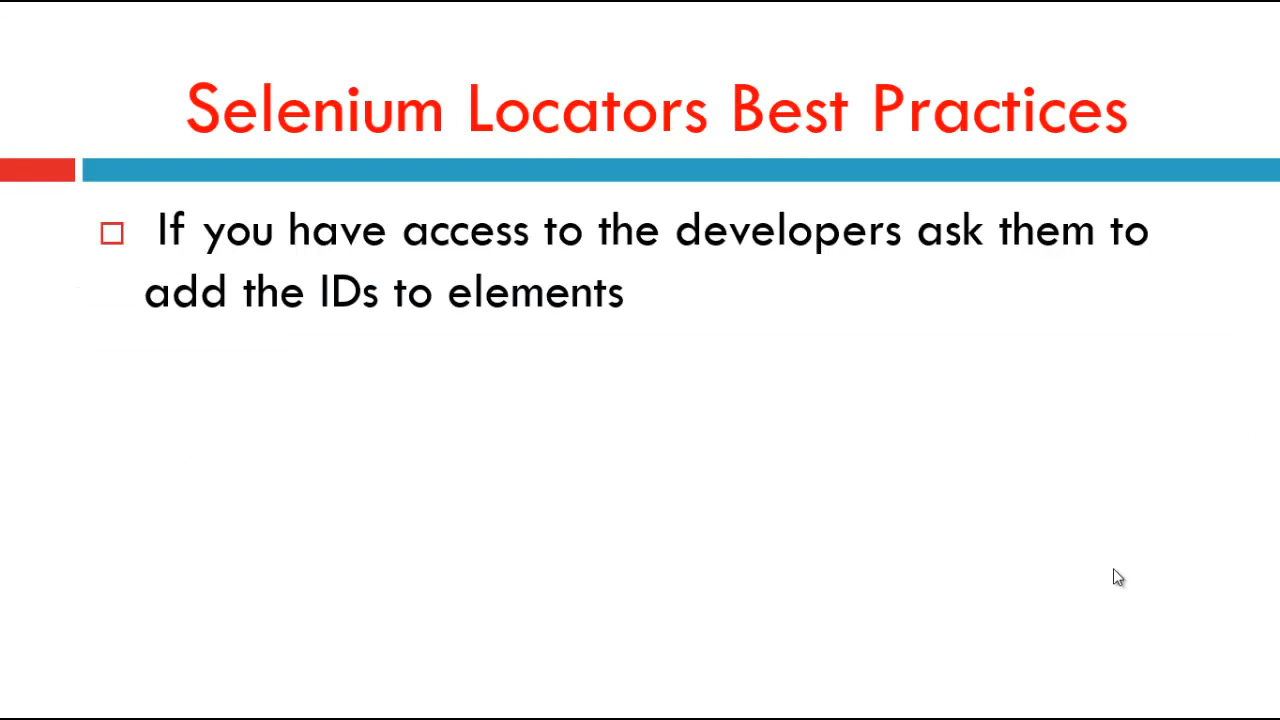 Selenium Locators Best Practices
If you have access to the developers ask them to
add the IDs to elements